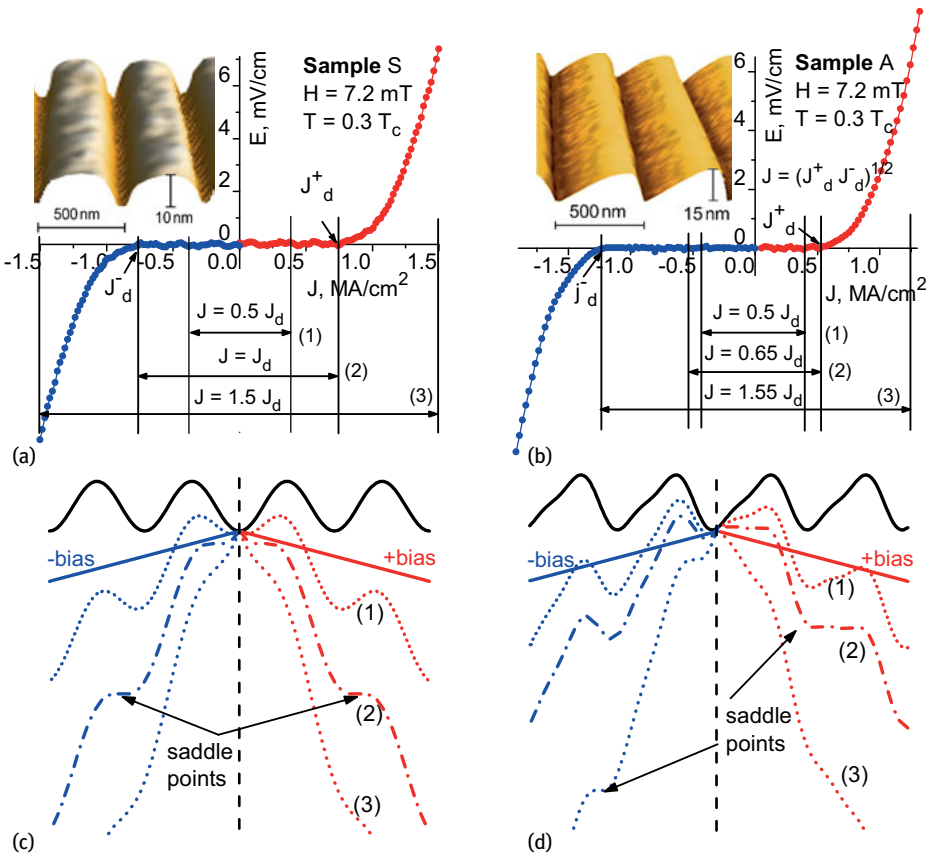 (a)
E, mV/cm
6
4
2
0
Sample S
H = 7.2 mT
T = 0.3 T_c
J^+_d
500 nm
10 nm
-1.5 -1.0 -0.5 0.0 0.5 1.0 1.5
J^-_d
J, MA/cm^2
J = 0.5 J_d
(1)
J = J_d
(2)
J = 1.5 J_d
(3)
(b)
E, mV/cm
6
4
2
0
Sample A
H = 7.2 mT
T = 0.3 T_c
J = (J^+_d J^-_d)^1/2
J^+_d
500 nm
15 nm
-1.5 -1.0 -0.5 0.0 0.5 1.0
j^-_d
J, MA/cm^2
J = 0.5 J_d
(1)
J = 0.65 J_d
(2)
J = 1.55 J_d
(3)
(c)
-bias
+bias
(1)
(2)
saddle
points
(3)
(d)
-bias
+bias
(1)
(2)
saddle
points
(3)